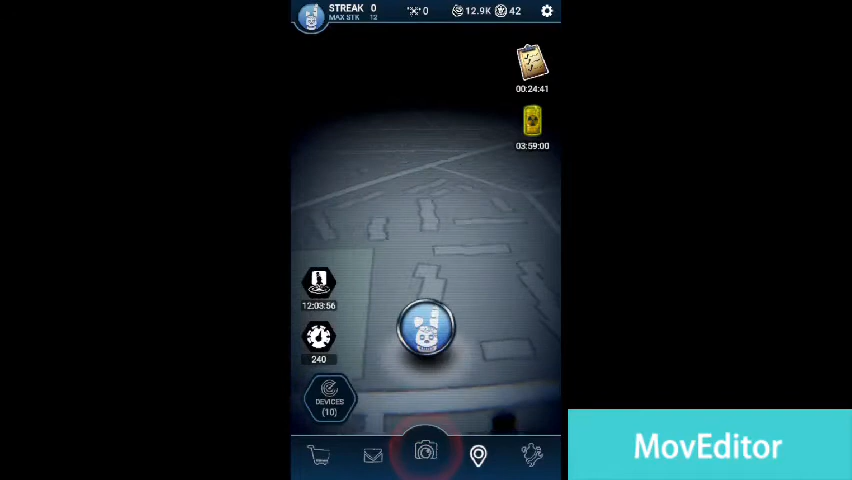 STREAK 0
MAX STK 12
0
12.9K
42
00:24:41
03:59:00
12:03:56
240
DEVICES
(10)
MovEditor